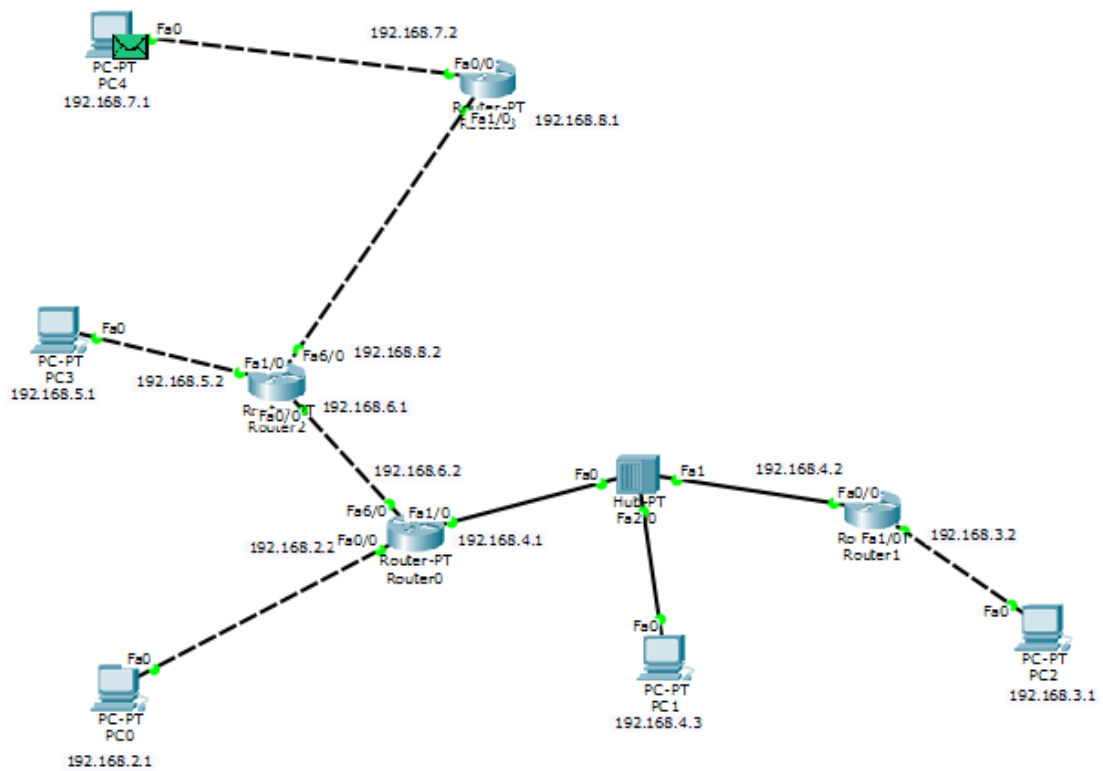 Fa0
192.168.7.2
Fa0/0
PC-PT
PC4
192.168.7.1
Router-PT
Fa1/0
192.168.8.1
Fa0
PC-PT
PC3
192.168.5.1
192.168.5.2
Fa1/0
Fa6/0
192.168.8.2
Fa0/0
192.168.6.1
Router2
192.168.6.2
Fa6/0
Fa1/0
192.168.2.2
Fa0/0
192.168.4.1
Router-PT
Router0
Fa0
Fa1
Hub-PT
Fa2/0
192.168.4.2
Fa0/0
Fa1/0
192.168.3.2
Router1
Fa0
PC-PT
PC0
192.168.2.1
Fa0
PC-PT
PC1
192.168.4.3
Fa0
PC-PT
PC2
192.168.3.1